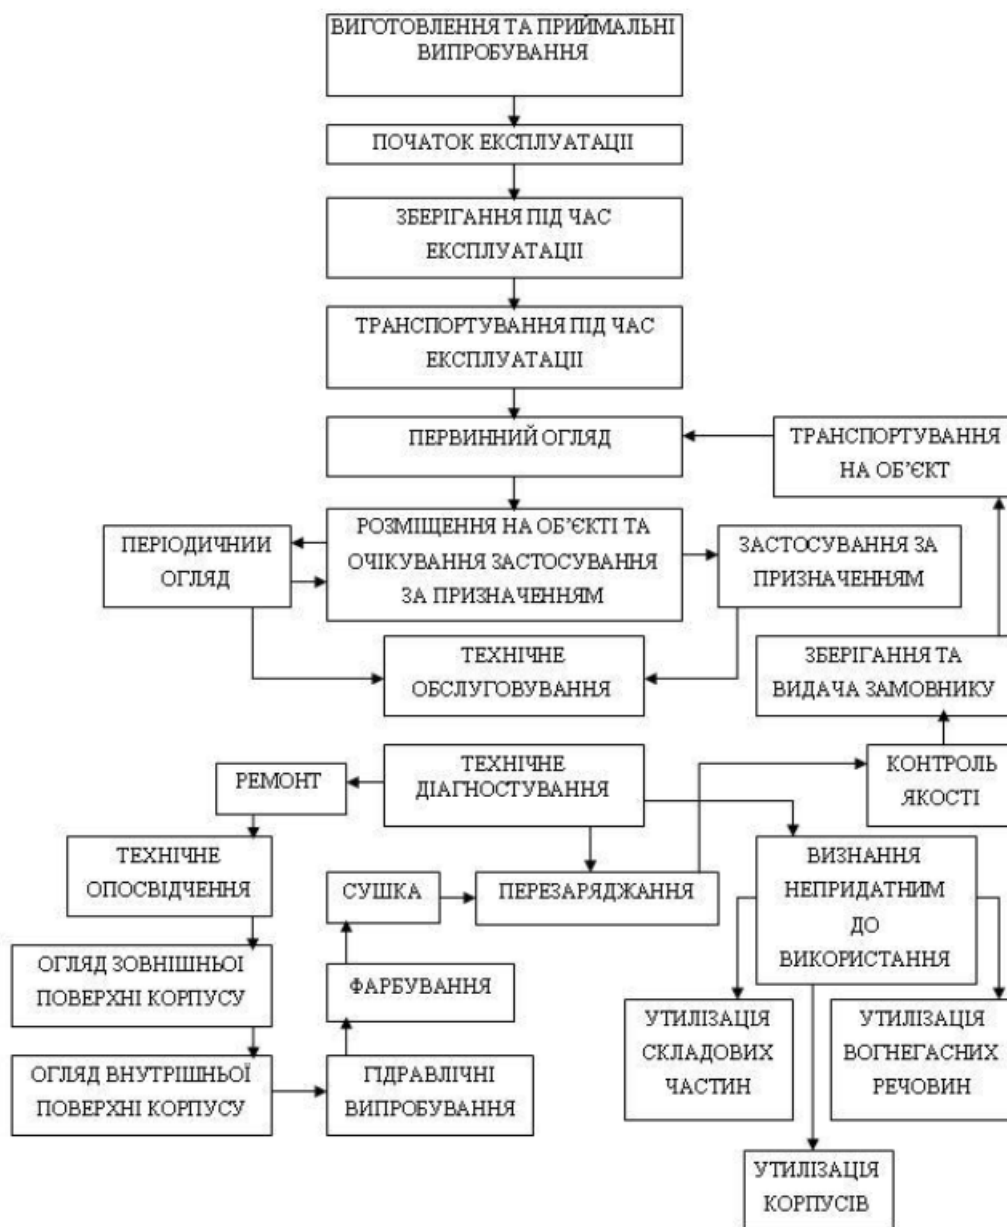 ВИГОТОВЛЕННЯ ТА ПРИЙМАЛЬНІ
ВИПРОБУВАННЯ
ПОЧАТОК ЕКСПЛУАТАЦІІ
ЗБЕРІГАННЯ ПІД ЧАС
ЕКСПЛУАТАЦІІ
ТРАНСПОРТУВАННЯ ПІД ЧАС
ЕКСПЛУАТАЦІІ
ПЕРВИННИЙ ОГЛЯД
ТРАНСПОРТУВАННЯ
НА ОБ’ЄКТ
ПЕРІОДИЧНИЙ
ОГЛЯД
РОЗМІЩЕННЯ НА ОБ’ЄКТІ ТА
ОЧІКУВАННЯ ЗАСТОСУВАННЯ
ЗА ПРИЗНАЧЕННЯМ
ЗАСТОСУВАННЯ ЗА
ПРИЗНАЧЕННЯМ
ТЕХНІЧНЕ
ОБСЛУГОВУВАННЯ
ЗБЕРІГАННЯ ТА
ВИДАЧА ЗАМОВНИКУ
РЕМОНТ
ТЕХНІЧНЕ
ДІАГНОСТУВАННЯ
КОНТРОЛЬ
ЯКОСТІ
ТЕХНІЧНЕ
ОПОСВІДЧЕННЯ
СУШКА
ПЕРЕЗАРЯДЖАННЯ
ВИЗНАННЯ
НЕПРИДАТНИМ
ДО
ВИКОРИСТАННЯ
ОГЛЯД ЗОВНІШНЬОЇ
ПОВЕРХНІ КОРПУСУ
ФАРБУВАННЯ
УТИЛІЗАЦІЯ
СКЛАДОВИХ
ЧАСТИН
УТИЛІЗАЦІЯ
ВОГНЕГАСНИХ
РЕЧОВИН
ОГЛЯД ВНУТРІШНЬОЇ
ПОВЕРХНІ КОРПУСУ
ГІДРАВЛІЧНІ
ВИПРОБУВАННЯ
УТИЛІЗАЦІЯ
КОРПУСІВ